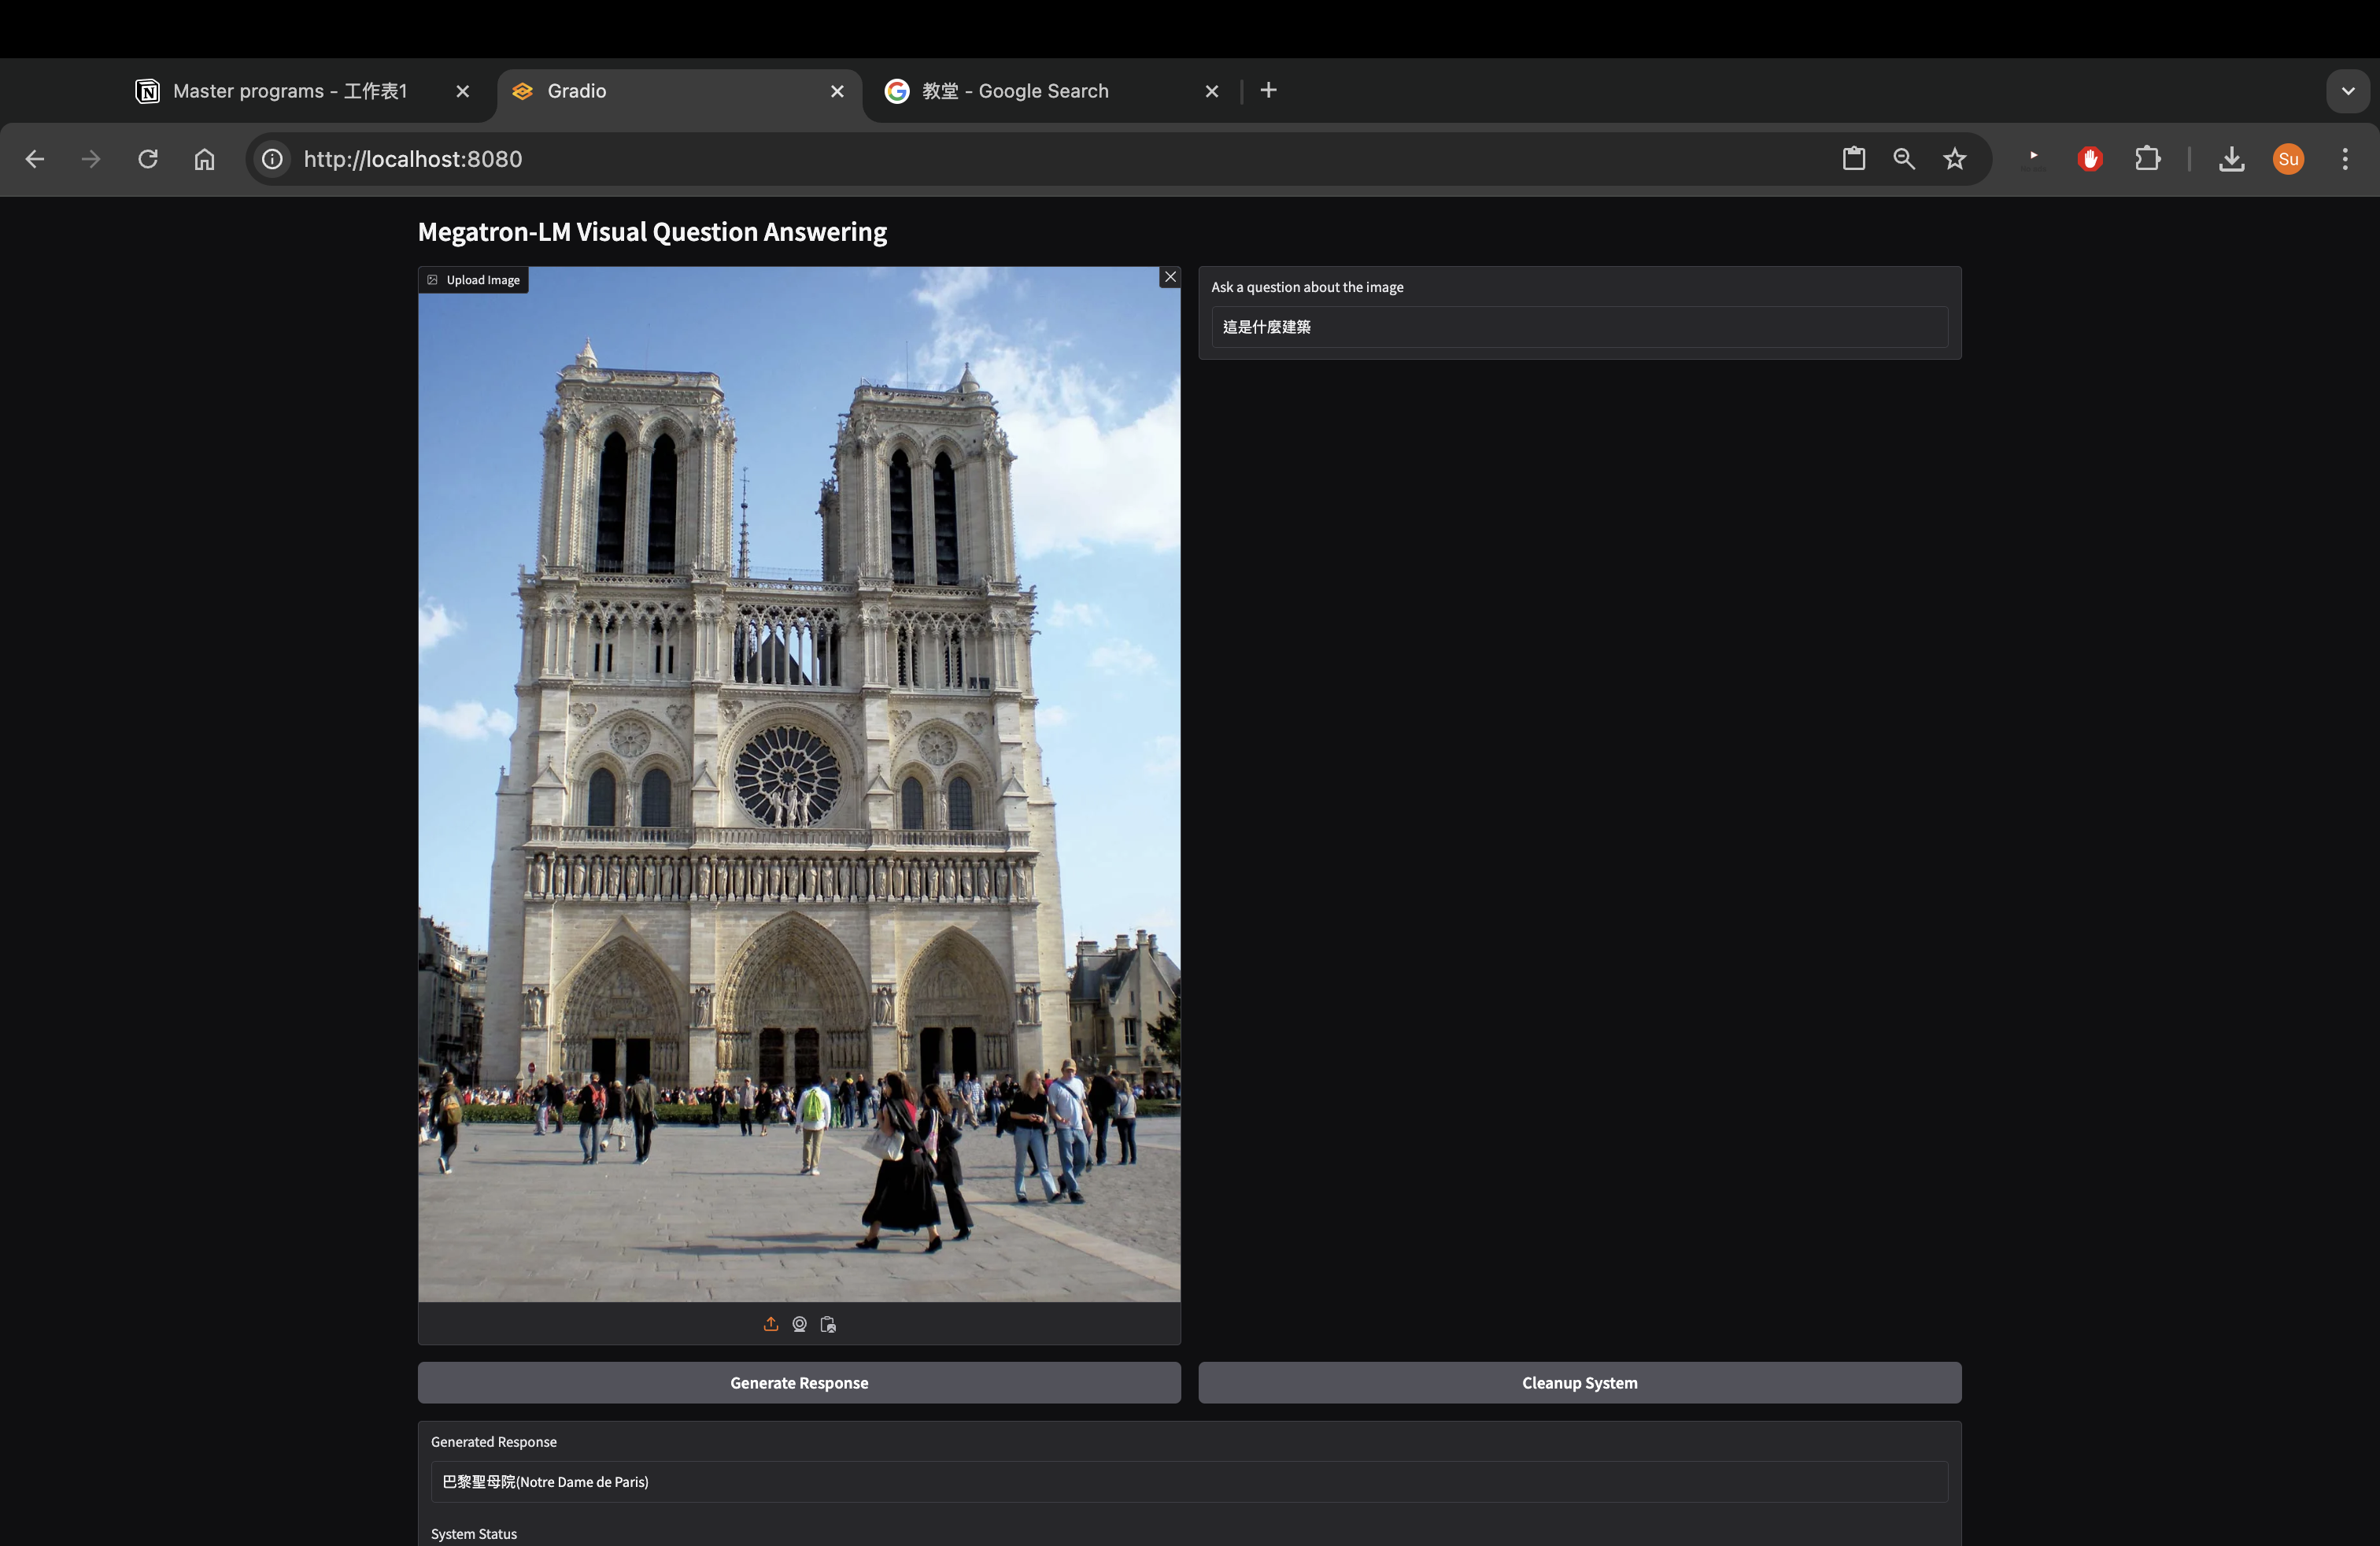 Master programs - 工作表1
Gradio
教堂 - Google Search
http://localhost:8080
Su
Megatron-LM Visual Question Answering
Upload Image
Ask a question about the image
這是什麼建築
Generate Response
Cleanup System
Generated Response
巴黎聖母院(Notre Dame de Paris)
System Status